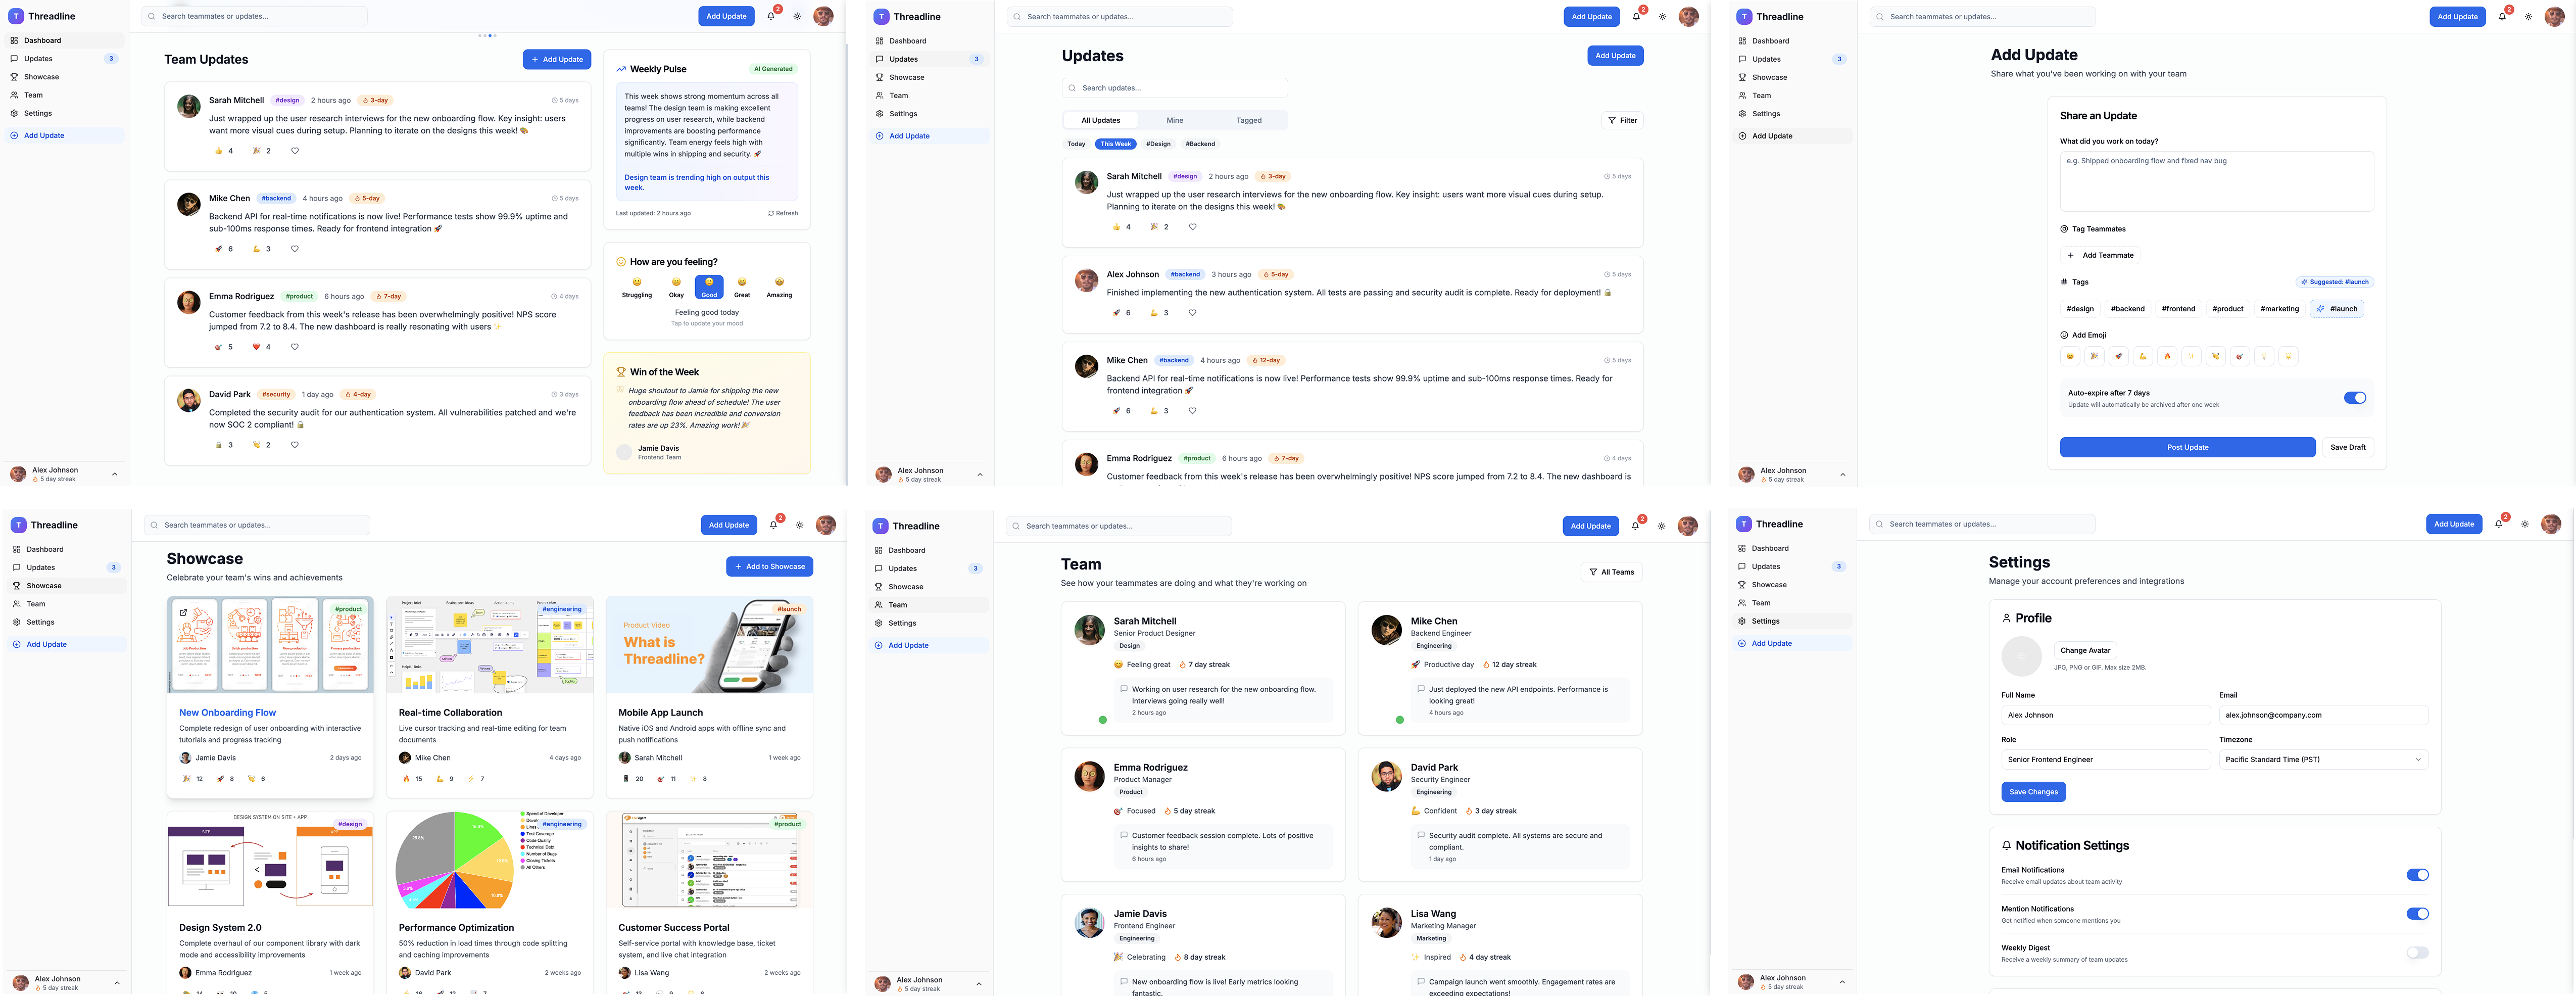 T Threadline
Search teammates or updates...
Add Update
2
Dashboard
Updates 3
Showcase
Team
Settings
Add Update
Alex Johnson
5 day streak
Team Updates
+ Add Update
Sarah Mitchell #design 2 hours ago 3-day 5 days
Just wrapped up the user research interviews for the new onboarding flow. Key insight: users
want more visual cues during setup. Planning to iterate on the designs this week! 🎨
👍 4 🎉 2
Mike Chen #backend 4 hours ago 5-day 5 days
Backend API for real-time notifications is now live! Performance tests show 99.9% uptime and
sub-100ms response times. Ready for frontend integration 🚀
🚀 6 💪 3
Emma Rodriguez #product 6 hours ago 7-day 4 days
Customer feedback from this week's release has been overwhelmingly positive! NPS score
jumped from 7.2 to 8.4. The new dashboard is really resonating with users ✨
🎯 5 ❤️ 4
David Park #security 1 day ago 4-day 3 days
Completed the security audit for our authentication system. All vulnerabilities patched and we're
now SOC 2 compliant! 🔒
🔒 3 👏 2
Weekly Pulse AI Generated
This week shows strong momentum across all
teams! The design team is making excellent
progress on user research, while backend
improvements are boosting performance
significantly. Team energy feels high with
multiple wins in shipping and security. 🚀
Design team is trending high on output this
week.
Last updated: 2 hours ago Refresh
How are you feeling?
Struggling Okay Good Great Amazing
Feeling good today
Tap to update your mood
Win of the Week
Huge shoutout to Jamie for shipping the new
onboarding flow ahead of schedule! The user
feedback has been incredible and conversion
rates are up 23%. Amazing work! 🎉
Jamie Davis
Frontend Team
T Threadline
Search teammates or updates...
Add Update
2
Dashboard
Updates 3
Showcase
Team
Settings
Add Update
Alex Johnson
5 day streak
Updates
Add Update
Search updates...
All Updates Mine Tagged
Filter
Today This Week #Design #Backend
Sarah Mitchell #design 2 hours ago 3-day 5 days
Just wrapped up the user research interviews for the new onboarding flow. Key insight: users want more visual cues during setup.
Planning to iterate on the designs this week! 🎨
👍 4 🎉 2
Alex Johnson #backend 3 hours ago 5-day 5 days
Finished implementing the new authentication system. All tests are passing and security audit is complete. Ready for deployment! 🔒
🚀 6 💪 3
Mike Chen #backend 4 hours ago 12-day 5 days
Backend API for real-time notifications is now live! Performance tests show 99.9% uptime and sub-100ms response times. Ready for
frontend integration 🚀
🚀 6 💪 3
Emma Rodriguez #product 6 hours ago 7-day 4 days
Customer feedback from this week's release has been overwhelmingly positive! NPS score jumped from 7.2 to 8.4. The new dashboard is
T Threadline
Search teammates or updates...
Add Update
2
Dashboard
Updates 3
Showcase
Team
Settings
Add Update
Alex Johnson
5 day streak
Add Update
Share what you've been working on with your team
Share an Update
What did you work on today?
e.g. Shipped onboarding flow and fixed nav bug
Tag Teammates
+ Add Teammate
# Tags
Suggested: #launch
#design #backend #frontend #product #marketing #launch
Add Emoji
Auto-expire after 7 days
Update will automatically be archived after one week
Post Update
Save Draft
T Threadline
Search teammates or updates...
Add Update
2
Dashboard
Updates 3
Showcase
Team
Settings
Add Update
Alex Johnson
5 day streak
Showcase
Celebrate your team's wins and achievements
+ Add to Showcase
#product
New Onboarding Flow
Complete redesign of user onboarding with interactive
tutorials and progress tracking
Jamie Davis 2 days ago
🎉 12 🚀 8 👏 6
#engineering
Real-time Collaboration
Live cursor tracking and real-time editing for team
documents
Mike Chen 4 days ago
🔥 15 💪 9 ⚡ 7
#launch
Product Video
What is
Threadline?
Mobile App Launch
Native iOS and Android apps with offline sync and
push notifications
Sarah Mitchell 1 week ago
📱 20 🎯 11 ✨ 8
DESIGN SYSTEM ON SITE + APP
SITE
#design
Design System 2.0
Complete overhaul of our component library with dark
mode and accessibility improvements
Emma Rodriguez 1 week ago
#engineering
Speed of Developer
Test Coverage
Code Quality
Technical Debt
Number of Bugs
Closing Tickets
All Others
Performance Optimization
50% reduction in load times through code splitting
and caching improvements
David Park 2 weeks ago
#product
Customer Success Portal
Self-service portal with knowledge base, ticket
system, and live chat integration
Lisa Wang 2 weeks ago
T Threadline
Search teammates or updates...
Add Update
2
Dashboard
Updates 3
Showcase
Team
Settings
Add Update
Alex Johnson
5 day streak
Team
See how your teammates are doing and what they're working on
All Teams
Sarah Mitchell
Senior Product Designer
Design
Feeling great 7 day streak
Working on user research for the new onboarding flow.
Interviews going really well!
2 hours ago
Mike Chen
Backend Engineer
Engineering
Productive day 12 day streak
Just deployed the new API endpoints. Performance is
looking great!
4 hours ago
Emma Rodriguez
Product Manager
Product
Focused 5 day streak
Customer feedback session complete. Lots of positive
insights to share!
6 hours ago
David Park
Security Engineer
Engineering
Confident 3 day streak
Security audit complete. All systems are secure and
compliant.
1 day ago
Jamie Davis
Frontend Engineer
Engineering
Celebrating 8 day streak
New onboarding flow is live! Early metrics looking
fantastic.
Lisa Wang
Marketing Manager
Marketing
Inspired 4 day streak
Campaign launch went smoothly. Engagement rates are
exceeding expectations!
T Threadline
Search teammates or updates...
Add Update
2
Dashboard
Updates 3
Showcase
Team
Settings
Add Update
Alex Johnson
5 day streak
Settings
Manage your account preferences and integrations
Profile
Change Avatar
JPG, PNG or GIF. Max size 2MB.
Full Name
Alex Johnson
Email
alex.johnson@company.com
Role
Senior Frontend Engineer
Timezone
Pacific Standard Time (PST)
Save Changes
Notification Settings
Email Notifications
Receive email updates about team activity
Mention Notifications
Get notified when someone mentions you
Weekly Digest
Receive a weekly summary of team updates